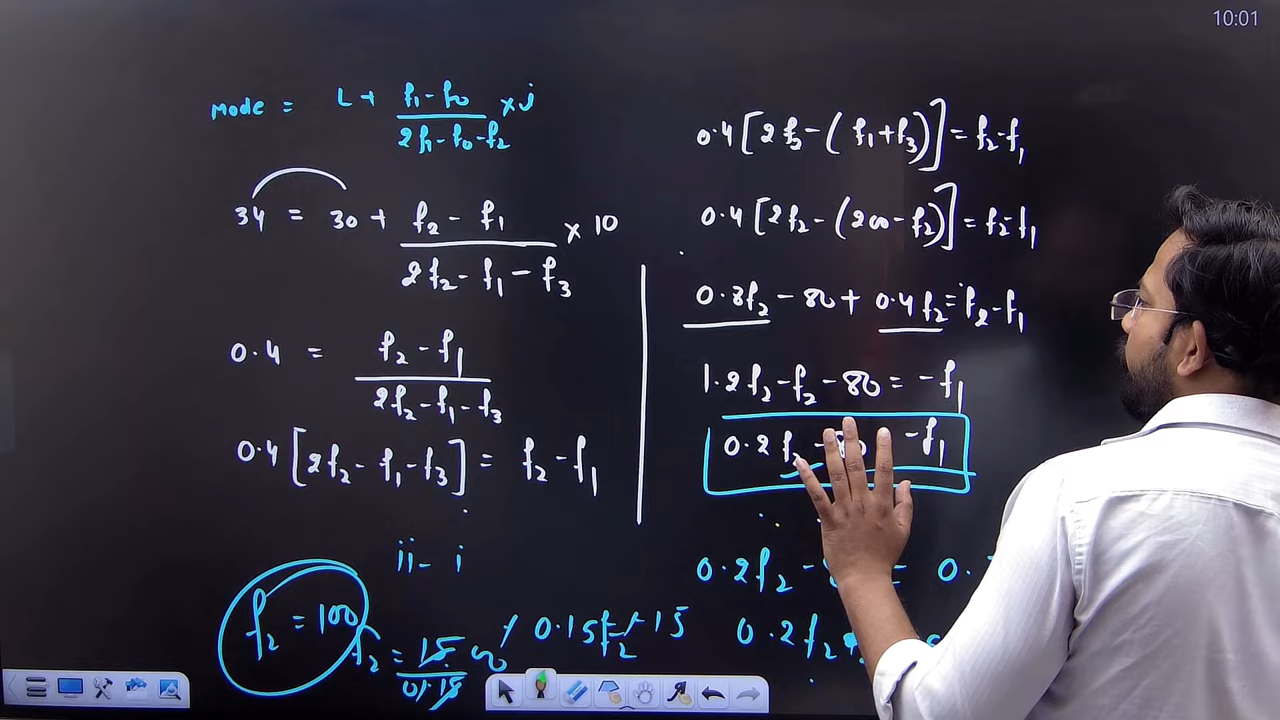 10:01
Mode = L + f1 - f0 / 2f1 - f0 - f2 × i
34 = 30 + f2 - f1 / 2f2 - f1 - f3 × 10
0.4 = f2 - f1 / 2f2 - f1 - f3
0.4 [2f2 - f1 - f3] = f2 - f1
ii - i
f2 = 100
f2 = 15 / 0.15
0.15f2 = 15
0.4 [2f2 - (f1 + f3)] = f2 - f1
0.4 [2f2 - (200 - f2)] = f2 - f1
0.8f2 - 80 + 0.4f2 = f2 - f1
1.2f2 - f2 - 80 = -f1
0.2f2 - 80 -f1
0.2f2 - = 0.
0.2f2